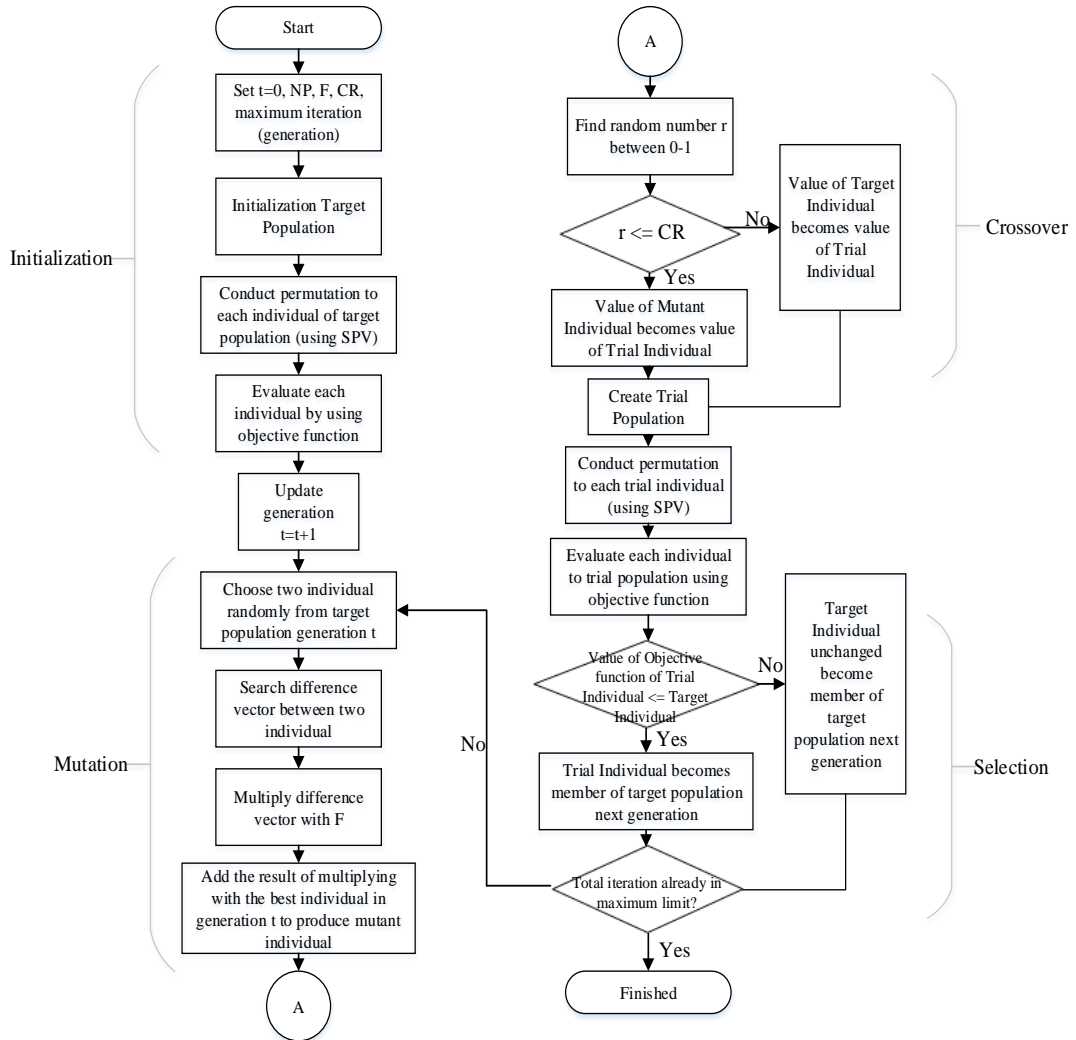 Start
Set t=0, NP, F, CR,
maximum iteration
(generation)
Initialization Target
Population
Initialization
Conduct permutation to
each individual of target
population (using SPV)
Evaluate each
individual by using
objective function
Update
generation
t=t+1
Choose two individual
randomly from target
population generation t
Search difference
vector between two
individual
Mutation
Multiply difference
vector with F
Add the result of multiplying
with the best individual in
generation t to produce mutant
individual
A
A
Find random number r
between 0-1
r <= CR
No
Value of Target
Individual
becomes value
of Trial
Individual
Crossover
Yes
Value of Mutant
Individual becomes value
of Trial Individual
Create Trial
Population
Conduct permutation
to each trial individual
(using SPV)
Evaluate each individual
to trial population using
objective function
Value of Objective
function of Trial
Individual <= Target
Individual
No
Target
Individual
unchanged
become
member of
target
population next
generation
Selection
Yes
Trial Individual becomes
member of target population
next generation
No
Total iteration already in
maximum limit?
Yes
Finished